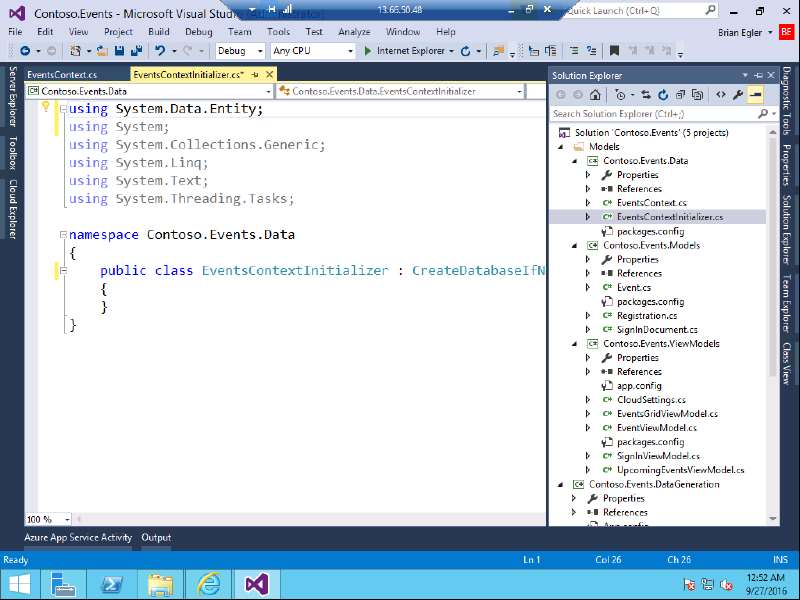 Contoso.Events - Microsoft Visual Stu
13.66.50.48
Quick Launch (Ctrl+Q)
File Edit View Project Build Debug Team Tools Test Analyze Window Help
Brian Egler BE
Debug Any CPU Internet Explorer
EventsContext.cs EventsContextInitializer.cs*
Contoso.Events.Data Contoso.Events.Data.EventsContextInitializer
using System.Data.Entity;
using System;
using System.Collections.Generic;
using System.Linq;
using System.Text;
using System.Threading.Tasks;
namespace Contoso.Events.Data
{
public class EventsContextInitializer : CreateDatabaseIfN
{
}
}
100 %
Server Explorer
Toolbox
Cloud Explorer
Solution Explorer
Search Solution Explorer (Ctrl+;)
Solution 'Contoso.Events' (5 projects)
Models
Contoso.Events.Data
Properties
References
EventsContext.cs
EventsContextInitializer.cs
packages.config
Contoso.Events.Models
Properties
References
Event.cs
packages.config
Registration.cs
SignInDocument.cs
Contoso.Events.ViewModels
Properties
References
app.config
CloudSettings.cs
EventsGridViewModel.cs
EventViewModel.cs
packages.config
SignInViewModel.cs
UpcomingEventsViewModel.cs
Contoso.Events.DataGeneration
Properties
References
App.config
Diagnostic Tools
Properties
Solution Explorer
Team Explorer
Class View
Azure App Service Activity Output
Ready Ln 1 Col 26 Ch 26 INS
12:52 AM
9/27/2016